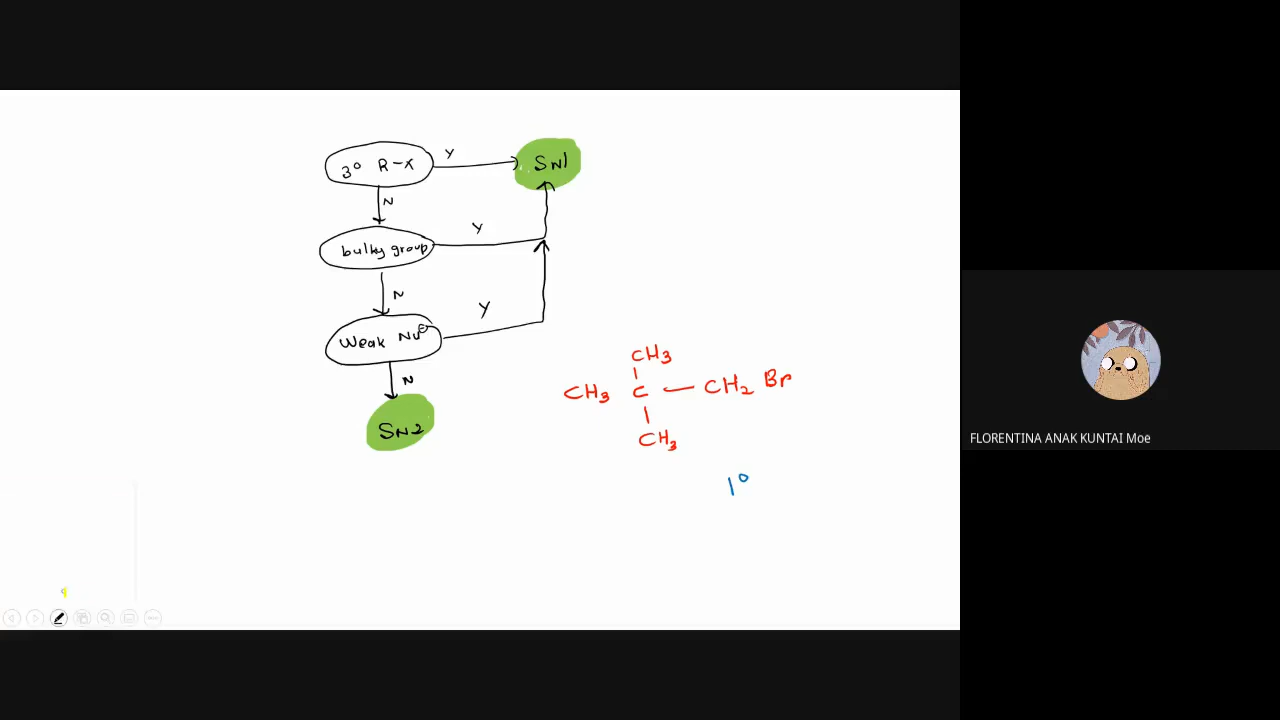 3° R-X
Y
SN1
N
bulky group
Y
N
Weak Nu⊖
Y
N
SN2
CH3
CH3 C — CH2 Br
CH3
1°
FLORENTINA ANAK KUNTAI Moe